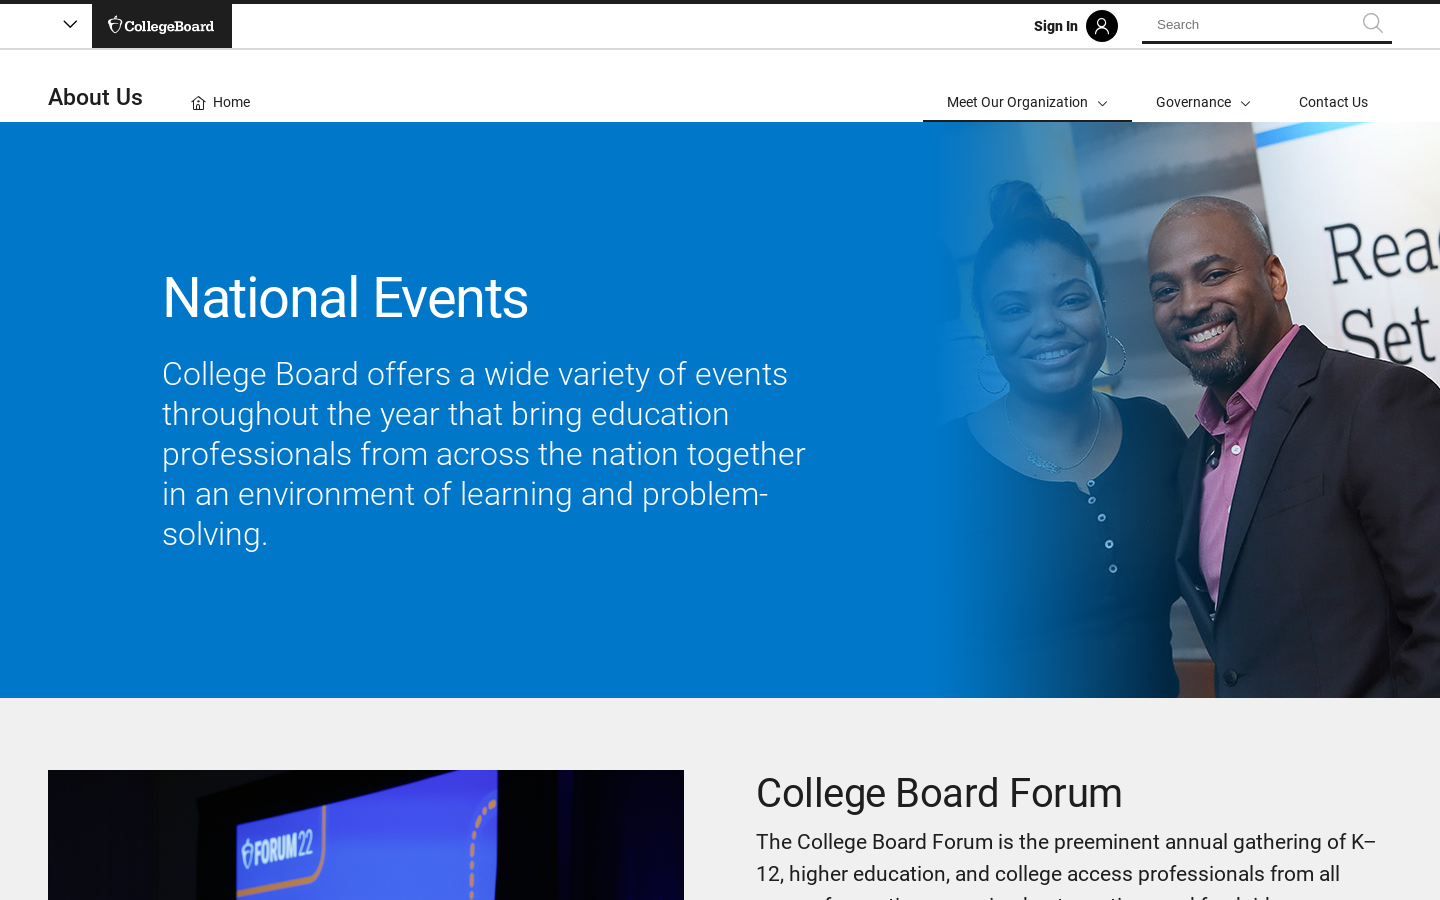 CollegeBoard
Sign In
Search
About Us
Home
Meet Our Organization
Governance
Contact Us
National Events
College Board offers a wide variety of events
throughout the year that bring education
professionals from across the nation together
in an environment of learning and problem-
solving.
Set
FORUM22
College Board Forum
The College Board Forum is the preeminent annual gathering of K–
12, higher education, and college access professionals from all